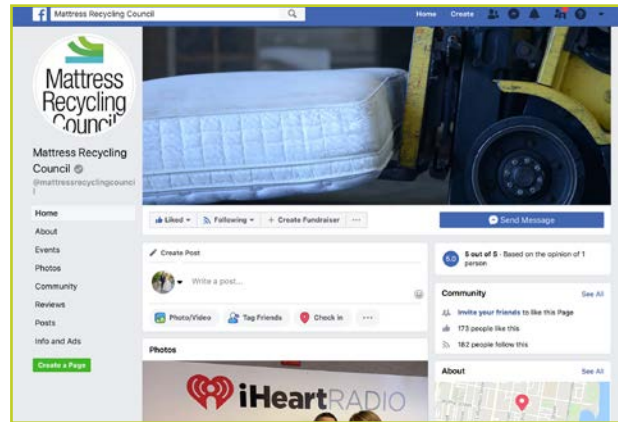 Mattress Recycling Council
Home Create
Mattress
Recycling
Council
Mattress Recycling
Council
@mattressrecyclingcounci
l
Home
About
Events
Photos
Community
Reviews
Posts
Info and Ads
Create a Page
Liked Following + Create Fundraiser ...
Send Message
Create Post
Write a post...
Photo/Video Tag Friends Check in ...
Photos
iHeartRADIO
5.0 5 out of 5 · Based on the opinion of 1
person
Community See All
Invite your friends to like this Page
173 people like this
182 people follow this
About See All